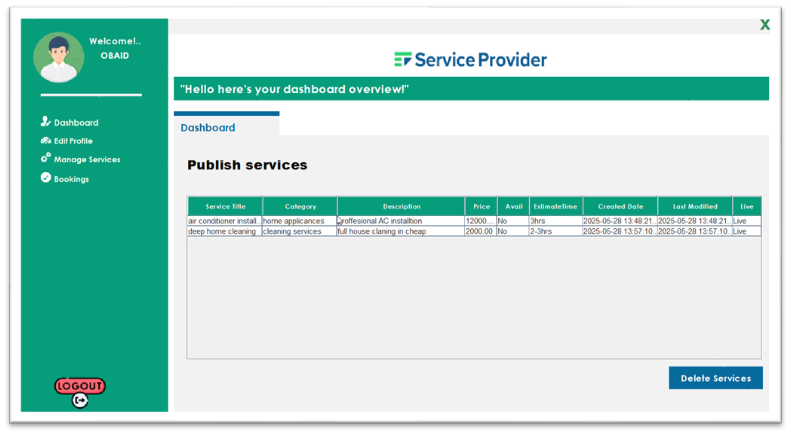 X
Welcome!..
OBAID
Service Provider
"Hello here's your dashboard overview!"
Dashboard
Edit Profile
Manage Services
Bookings
Dashboard
Publish services
Service Title Category Description Price Avail EstimateTime Created Date Last Modified Live
air conditioner install.. home applicances proffesional AC installtion 12000... No 3hrs 2025-05-28 13:48:21.. 2025-05-28 13:48:21.. Live
deep home cleaning cleaning services full house claning in cheap 2000.00 No 2-3hrs 2025-05-28 13:57:10.. 2025-05-28 13:57:10.. Live
LOGOUT
Delete Services